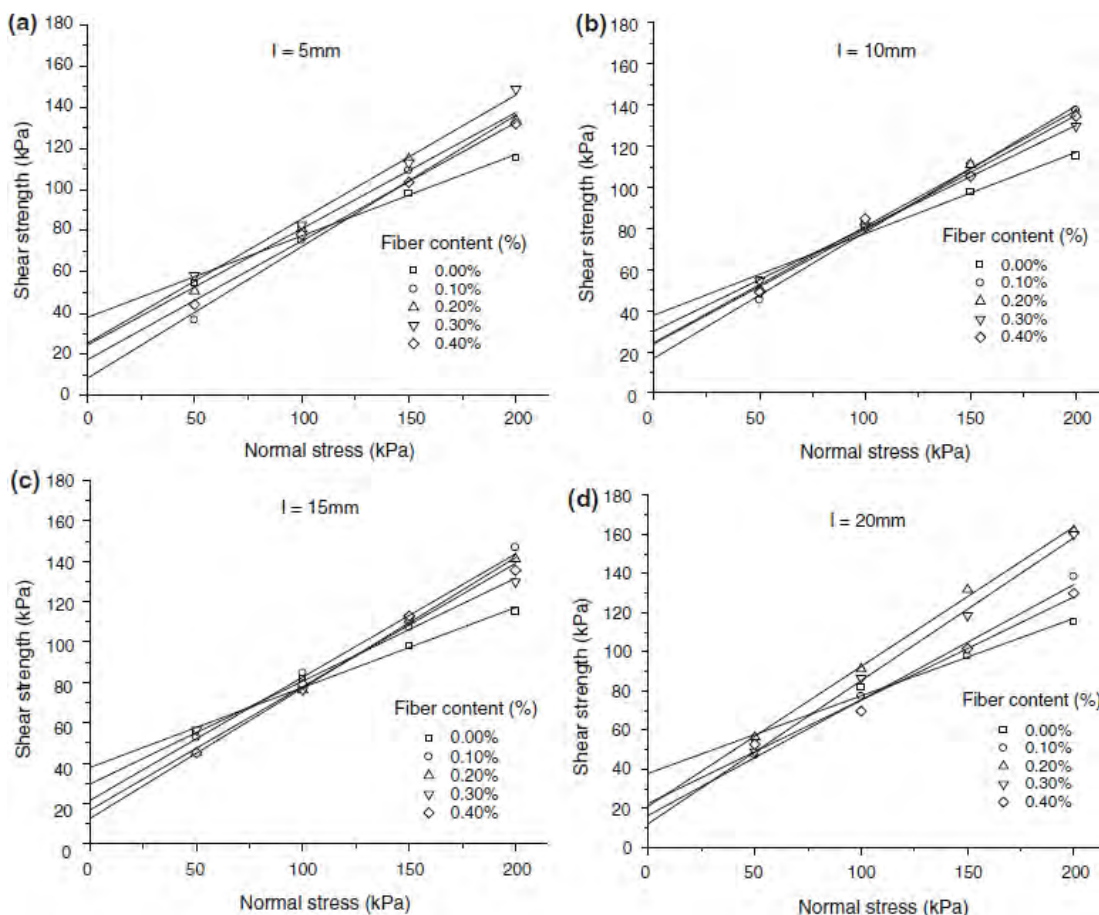 (a)
l = 5mm
Shear strength (kPa)
180
160
140
120
100
80
60
40
20
0
Fiber content (%)
0.00%
0.10%
0.20%
0.30%
0.40%
0 50 100 150 200
Normal stress (kPa)
(b)
l = 10mm
Shear strength (kPa)
180
160
140
120
100
80
60
40
20
0
Fiber content (%)
0.00%
0.10%
0.20%
0.30%
0.40%
0 50 100 150 200
Normal stress (kPa)
(c)
l = 15mm
Shear strength (kPa)
180
160
140
120
100
80
60
40
20
0
Fiber content (%)
0.00%
0.10%
0.20%
0.30%
0.40%
0 50 100 150 200
Normal stress (kPa)
(d)
l = 20mm
Shear strength (kPa)
180
160
140
120
100
80
60
40
20
0
Fiber content (%)
0.00%
0.10%
0.20%
0.30%
0.40%
0 50 100 150 200
Normal stress (kPa)